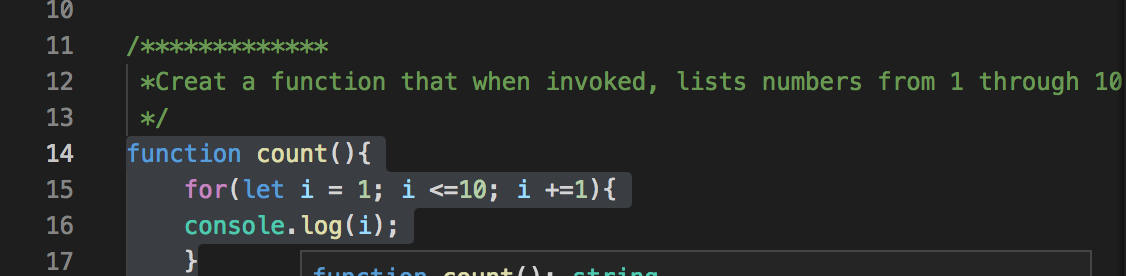 10
11 /*************
12 *Creat a function that when invoked, lists numbers from 1 through 10
13 */
14 function count(){
15 for(let i = 1; i <=10; i +=1){
16 console.log(i);
17 }
function count(): string